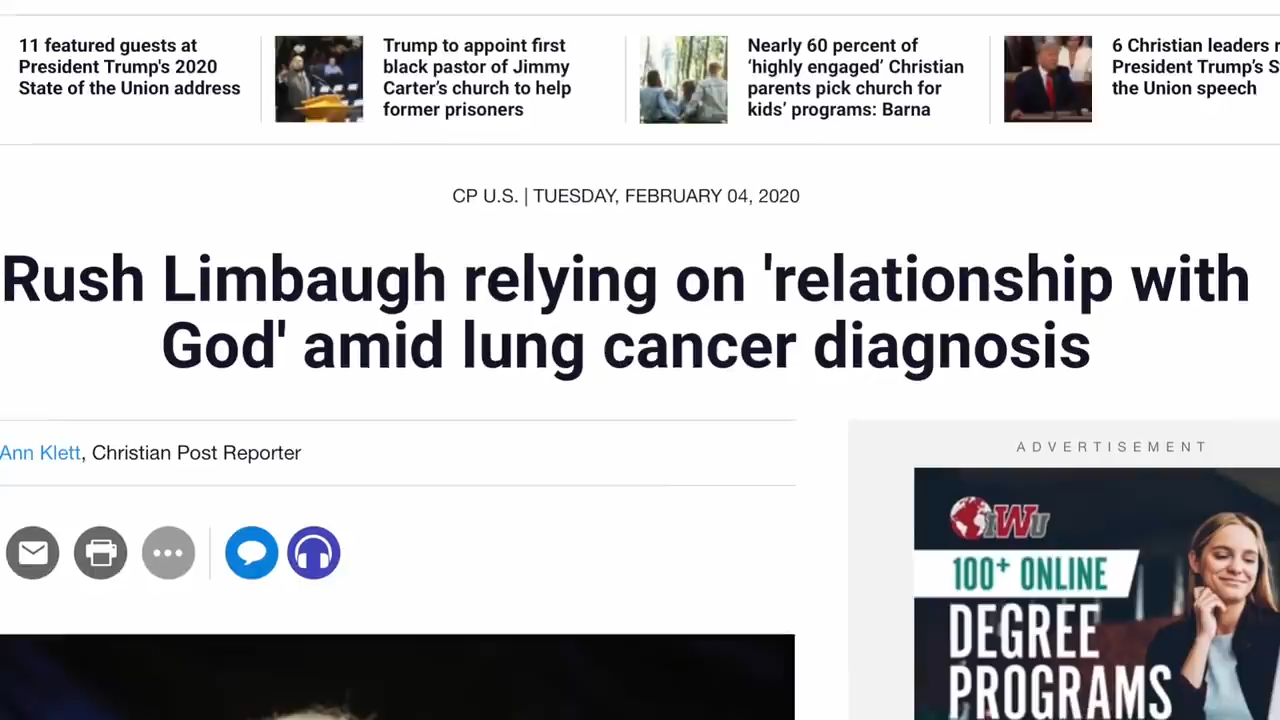 11 featured guests at
President Trump's 2020
State of the Union address
Trump to appoint first
black pastor of Jimmy
Carter's church to help
former prisoners
Nearly 60 percent of
‘highly engaged’ Christian
parents pick church for
kids’ programs: Barna
6 Christian leaders r
President Trump’s S
the Union speech
CP U.S. | TUESDAY, FEBRUARY 04, 2020
Rush Limbaugh relying on 'relationship with
God' amid lung cancer diagnosis
Ann Klett, Christian Post Reporter
ADVERTISEMENT
IWU
100+ ONLINE
DEGREE
PROGRAMS